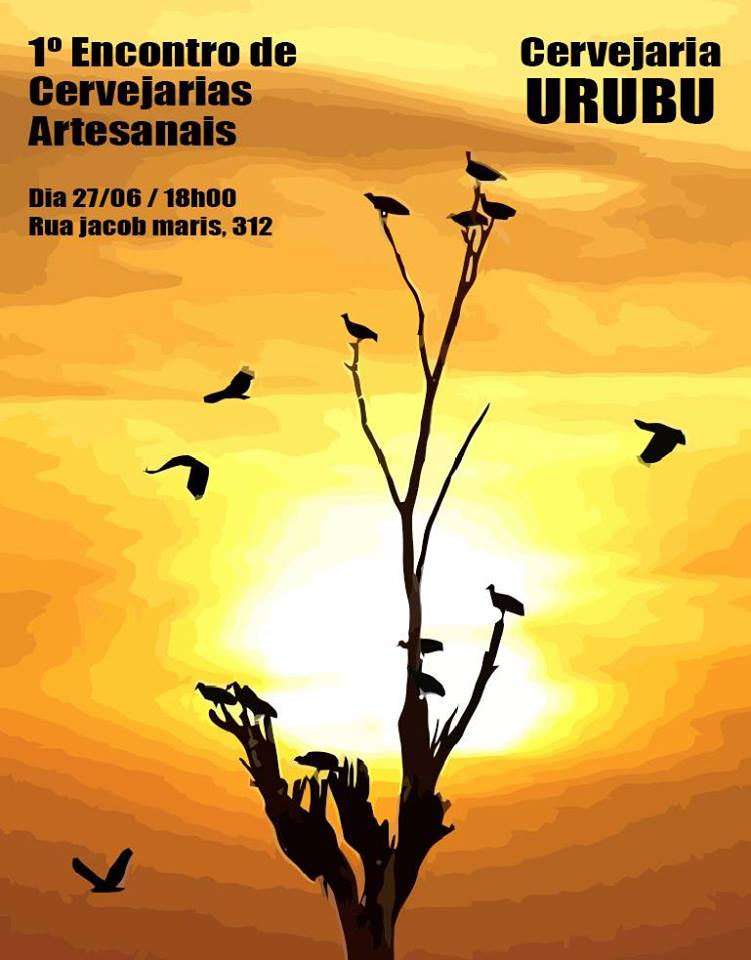 1º Encontro de
Cervejarias
Artesanais
Dia 27/06 / 18h00
Rua jacob maris, 312
Cervejaria
URUBU